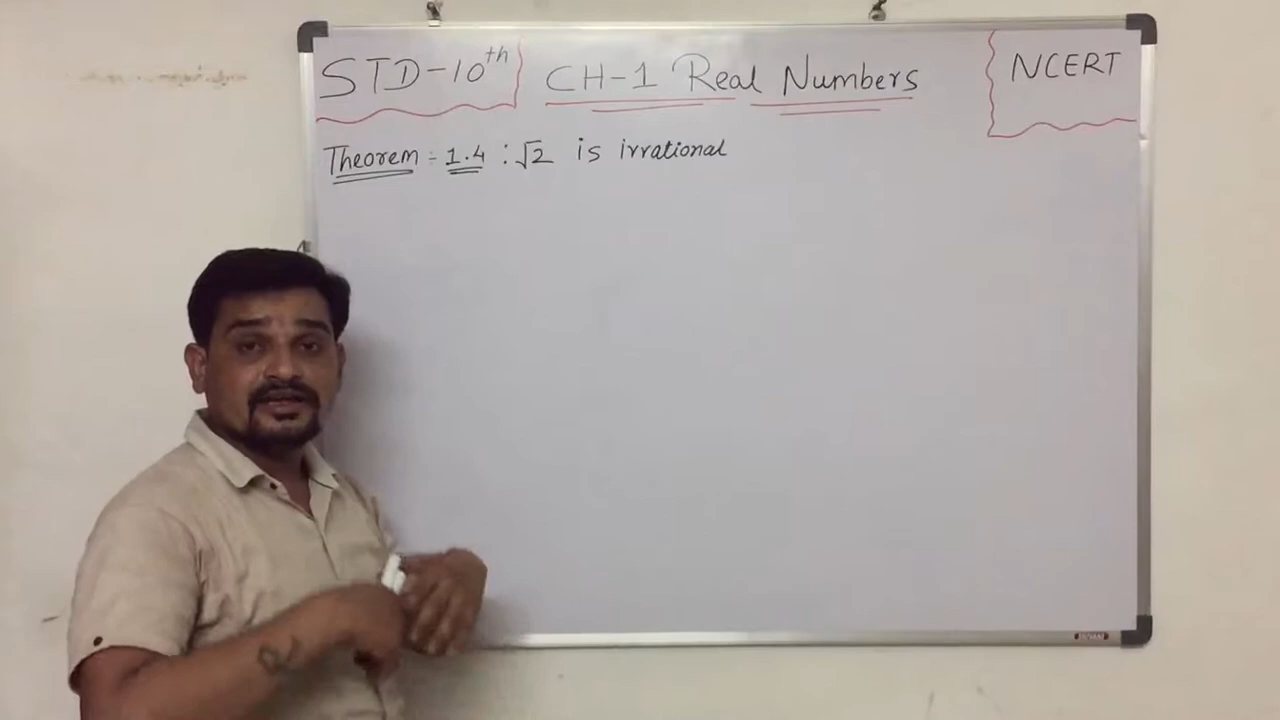 STD-10th CH-1 Real Numbers NCERT
Theorem - 1.4 : √2 is irrational